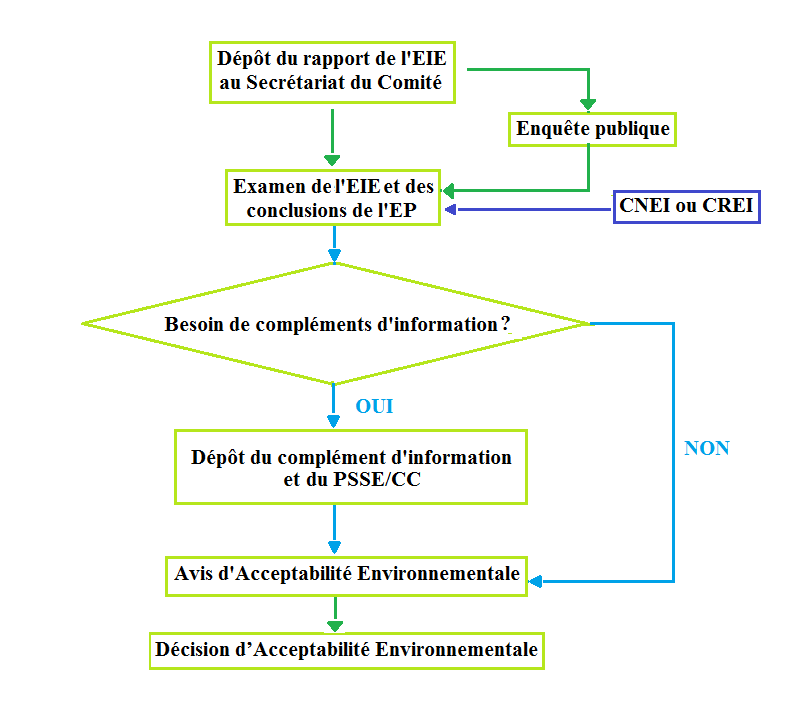 Dépôt du rapport de l'EIE
au Secrétariat du Comité
Enquête publique
Examen de l'EIE et des
conclusions de l'EP
CNEI ou CREI
Besoin de compléments d'information ?
OUI
NON
Dépôt du complément d'information
et du PSSE/CC
Avis d'Acceptabilité Environnementale
Décision d’Acceptabilité Environnementale